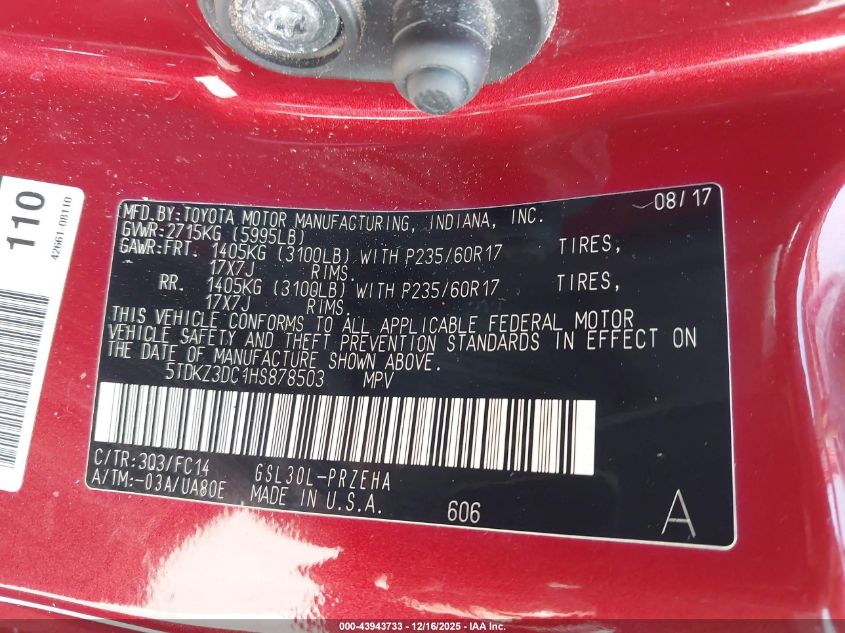 110
42661-08110
MFD.BY:TOYOTA MOTOR MANUFACTURING, INDIANA, INC. 08/17
GVWR:2715KG (5995LB)
GAWR:FRT. 1405KG (3100LB) WITH P235/60R17 TIRES,
17X7J RIMS,
RR. 1405KG (3100LB) WITH P235/60R17 TIRES,
17X7J RIMS,
THIS VEHICLE CONFORMS TO ALL APPLICABLE FEDERAL MOTOR
VEHICLE SAFETY AND THEFT PREVENTION STANDARDS IN EFFECT ON
THE DATE OF MANUFACTURE SHOWN ABOVE.
5TDKZ3DC1HS878503 MPV
C/TR:3Q3/FC14 GSL30L-PRZEHA
A/TM:-03A/UA80E MADE IN U.S.A. 606 A
000-43943733 - 12/16/2025 - IAA Inc.